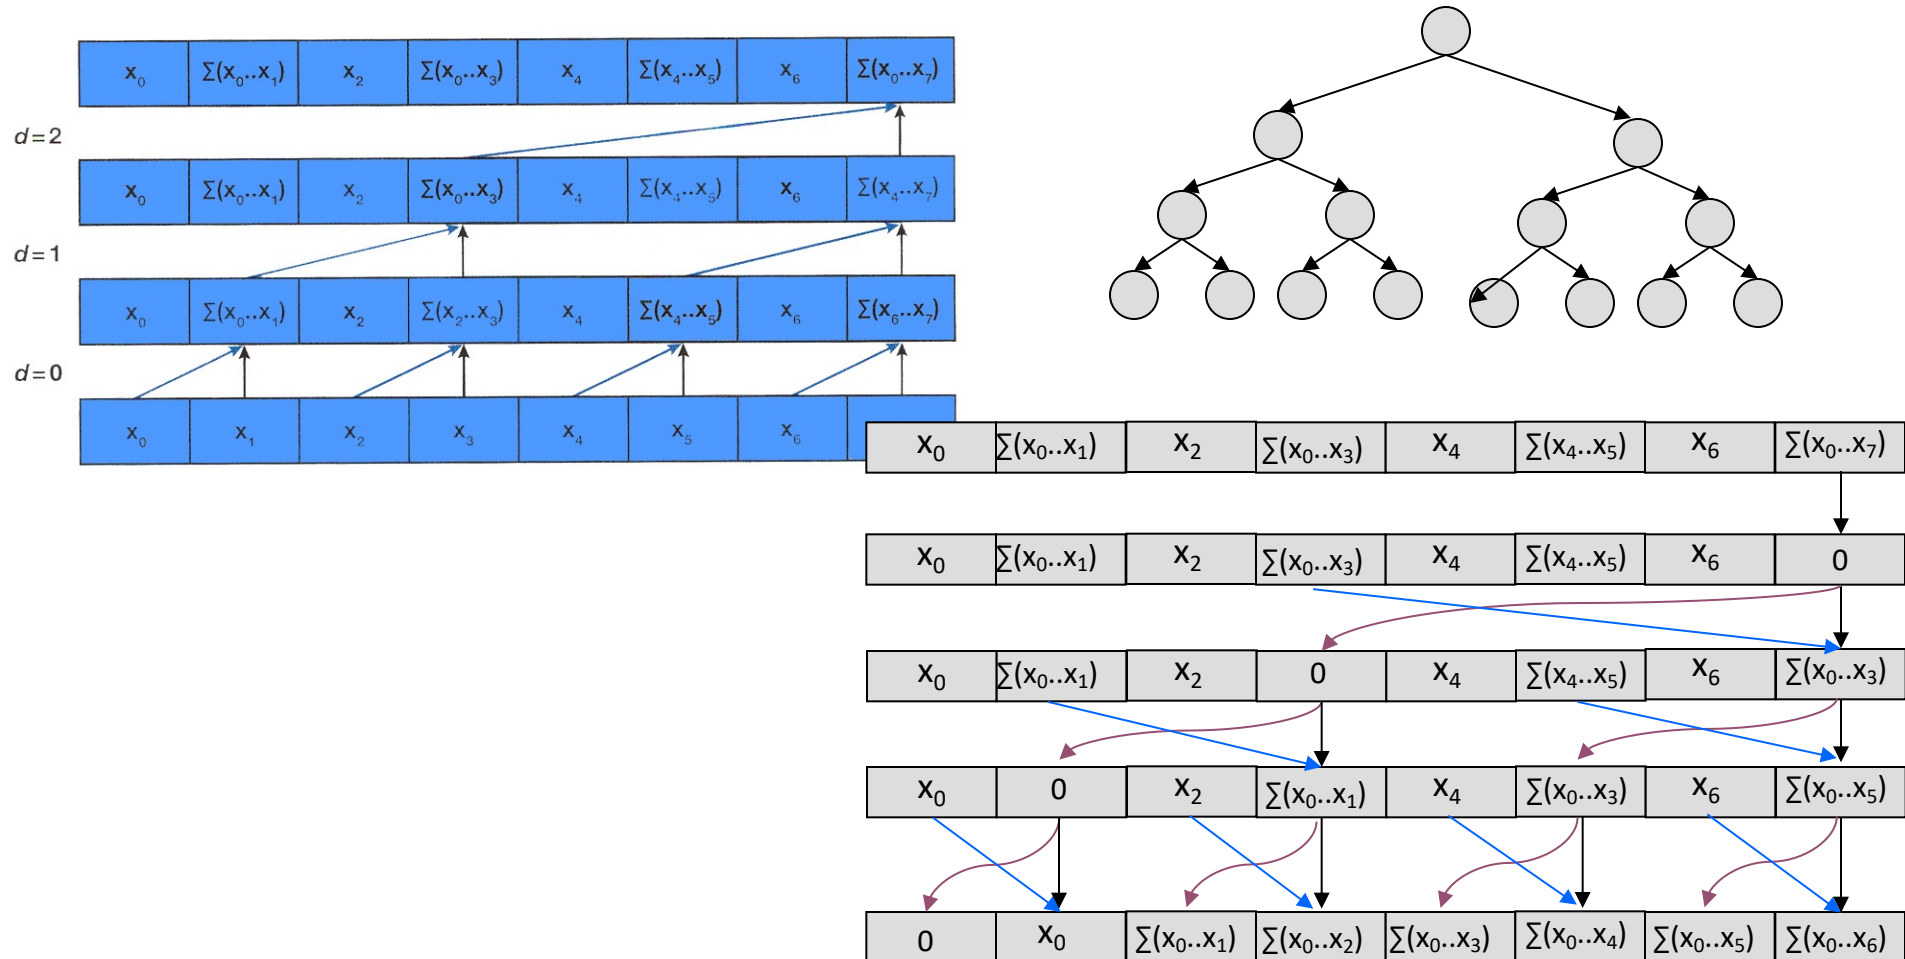 x₀ ∑(x₀..x₁) x₂ ∑(x₀..x₃) x₄ ∑(x₄..x₅) x₆ ∑(x₀..x₇)
d=2
x₀ ∑(x₀..x₁) x₂ ∑(x₀..x₃) x₄ ∑(x₄..x₅) x₆ ∑(x₄..x₇)
d=1
x₀ ∑(x₀..x₁) x₂ ∑(x₂..x₃) x₄ ∑(x₄..x₅) x₆ ∑(x₆..x₇)
d=0
x₀ x₁ x₂ x₃ x₄ x₅ x₆
x₀ ∑(x₀..x₁) x₂ ∑(x₀..x₃) x₄ ∑(x₄..x₅) x₆ ∑(x₀..x₇)
x₀ ∑(x₀..x₁) x₂ ∑(x₀..x₃) x₄ ∑(x₄..x₅) x₆ 0
x₀ ∑(x₀..x₁) x₂ 0 x₄ ∑(x₄..x₅) x₆ ∑(x₀..x₃)
x₀ 0 x₂ ∑(x₀..x₁) x₄ ∑(x₀..x₃) x₆ ∑(x₀..x₅)
0 x₀ ∑(x₀..x₁) ∑(x₀..x₂) ∑(x₀..x₃) ∑(x₀..x₄) ∑(x₀..x₅) ∑(x₀..x₆)